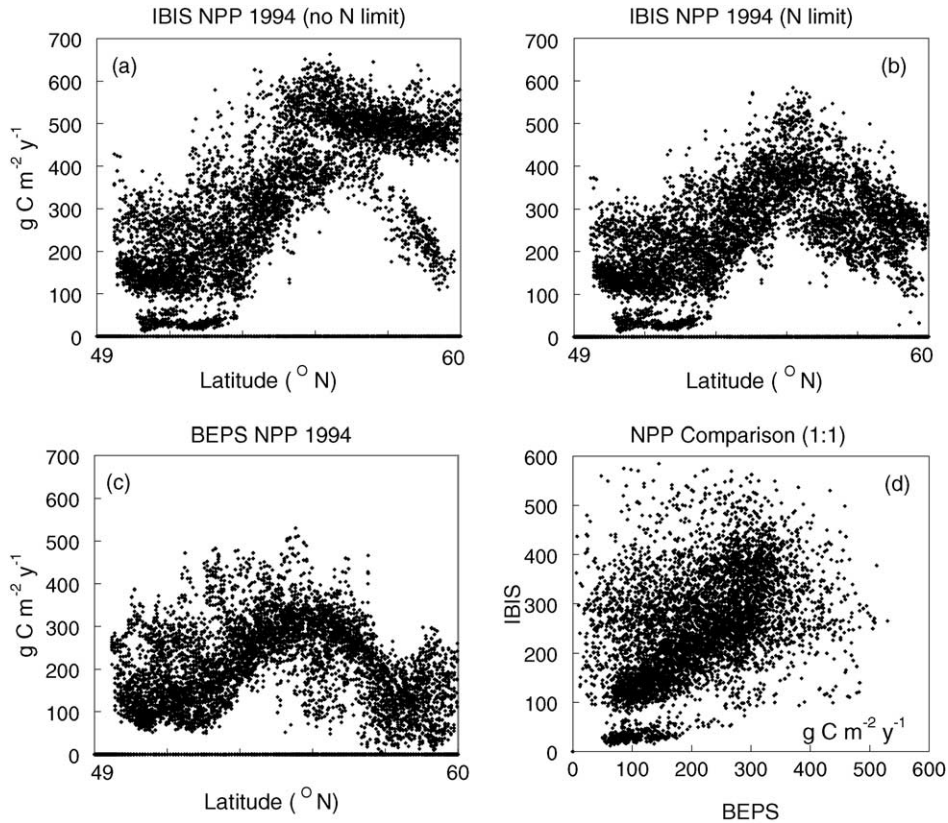 IBIS NPP 1994 (no N limit)
700
600
500
400
300
200
100
0
(a)
g C m⁻² y⁻¹
49
60
Latitude (°N)
IBIS NPP 1994 (N limit)
700
600
500
400
300
200
100
0
(b)
49
60
Latitude (°N)
BEPS NPP 1994
700
600
500
400
300
200
100
0
(c)
g C m⁻² y⁻¹
49
60
Latitude (°N)
NPP Comparison (1:1)
600
500
400
300
200
100
0
(d)
IBIS
g C m⁻² y⁻¹
0 100 200 300 400 500 600
BEPS